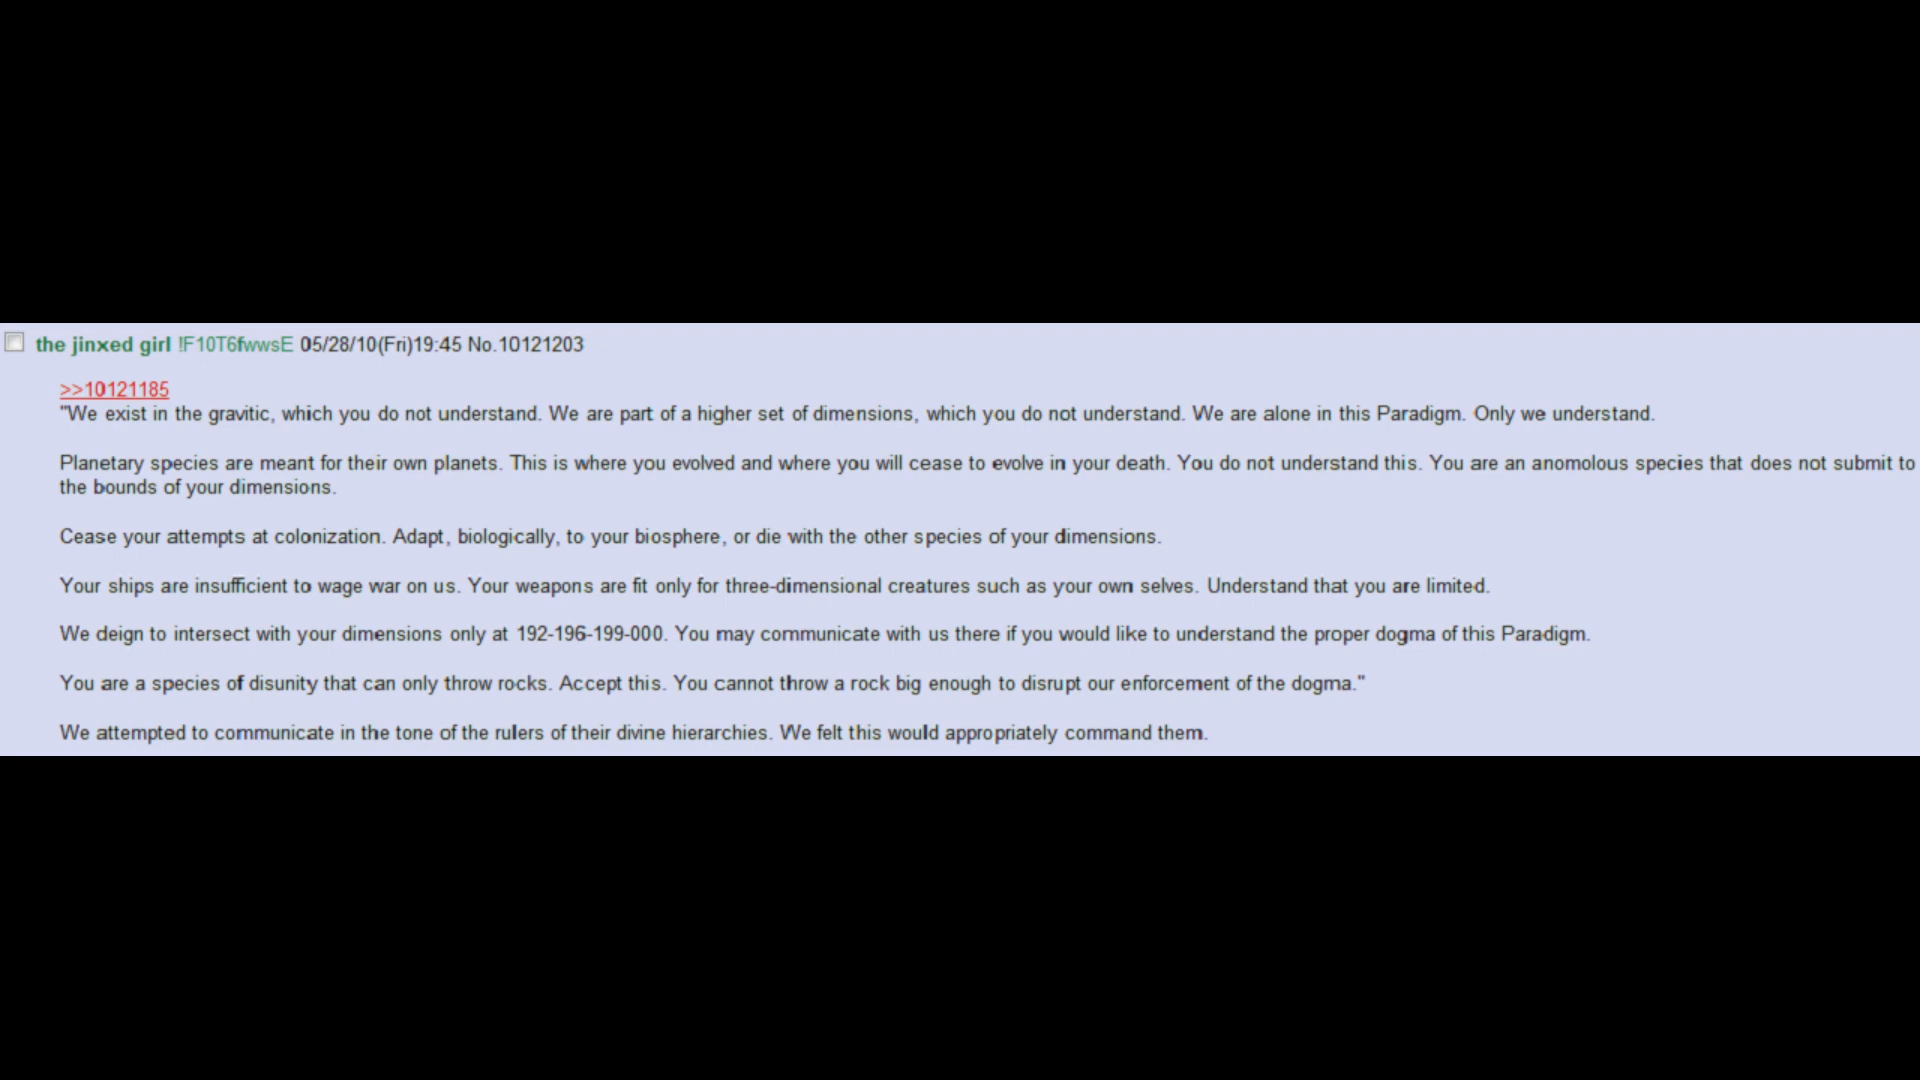 the jinxed girl !F10T6fwwsE 05/28/10(Fri)19:45 No.10121203
>>10121185
"We exist in the gravitic, which you do not understand. We are part of a higher set of dimensions, which you do not understand. We are alone in this Paradigm. Only we understand.
Planetary species are meant for their own planets. This is where you evolved and where you will cease to evolve in your death. You do not understand this. You are an anomolous species that does not submit to
the bounds of your dimensions.
Cease your attempts at colonization. Adapt, biologically, to your biosphere, or die with the other species of your dimensions.
Your ships are insufficient to wage war on us. Your weapons are fit only for three-dimensional creatures such as your own selves. Understand that you are limited.
We deign to intersect with your dimensions only at 192-196-199-000. You may communicate with us there if you would like to understand the proper dogma of this Paradigm.
You are a species of disunity that can only throw rocks. Accept this. You cannot throw a rock big enough to disrupt our enforcement of the dogma."
We attempted to communicate in the tone of the rulers of their divine hierarchies. We felt this would appropriately command them.